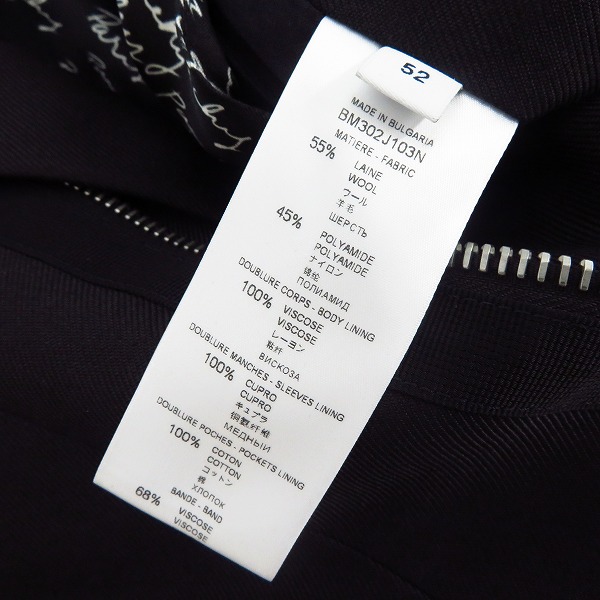 52
MADE IN BULGARIA
BM302J103N
MATIERE - FABRIC
55%
LAINE
WOOL
ウール
羊毛
ШЕРСТЬ
45%
POLYAMIDE
POLYAMIDE
ナイロン
锦纶
ПОЛИАМИД
DOUBLURE CORPS - BODY LINING
100%
VISCOSE
VISCOSE
レーヨン
粘纤
ВИСКОЗА
DOUBLURE MANCHES - SLEEVES LINING
100%
CUPRO
CUPRO
キュプラ
铜氨纤维
МЕДНЫЙ
DOUBLURE POCHES - POCKETS LINING
100%
COTON
COTTON
コットン
棉
ХЛОПОК
BANDE - BAND
68%
VISCOSE
VISCOSE